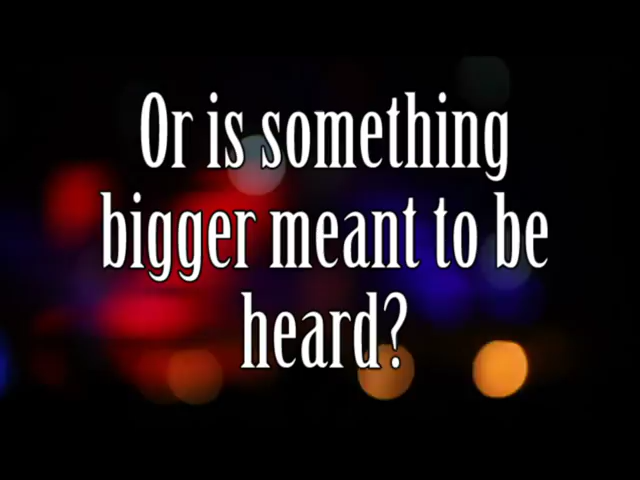 Or is something
bigger meant to be
heard?